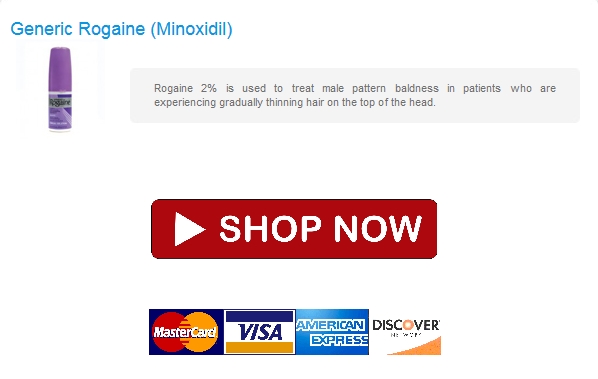 Generic Rogaine (Minoxidil)
Rogaine
Rogaine 2% is used to treat male pattern baldness in patients who are
experiencing gradually thinning hair on the top of the head.
SHOP NOW
MasterCard
VISA
AMERICAN
EXPRESS
DISCOVER
NETWORK